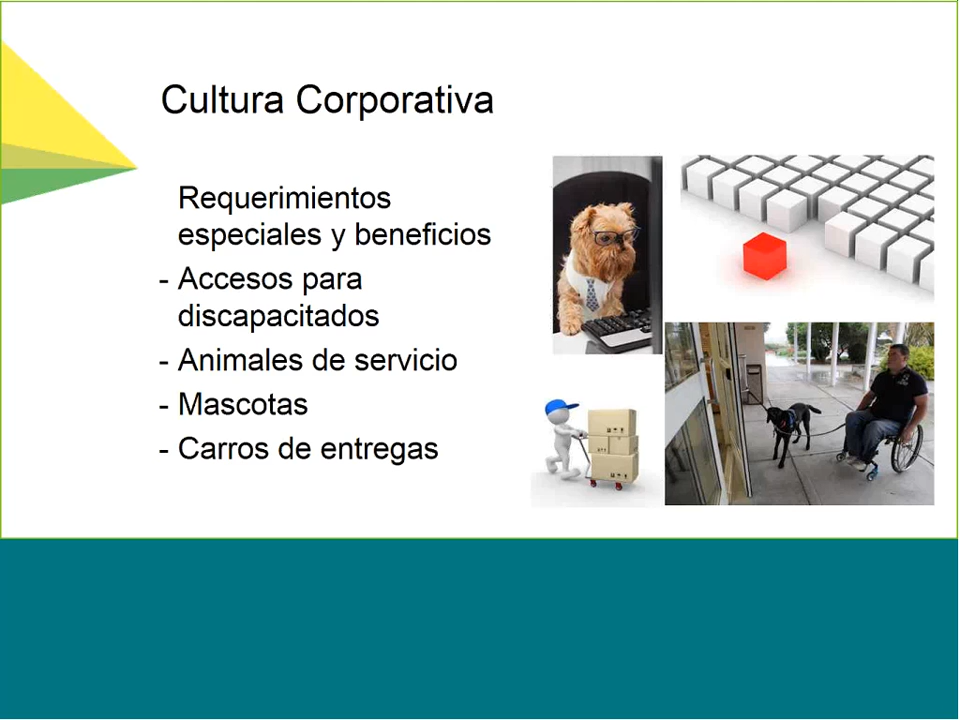 Cultura Corporativa
Requerimientos
especiales y beneficios
- Accesos para
discapacitados
- Animales de servicio
- Mascotas
- Carros de entregas